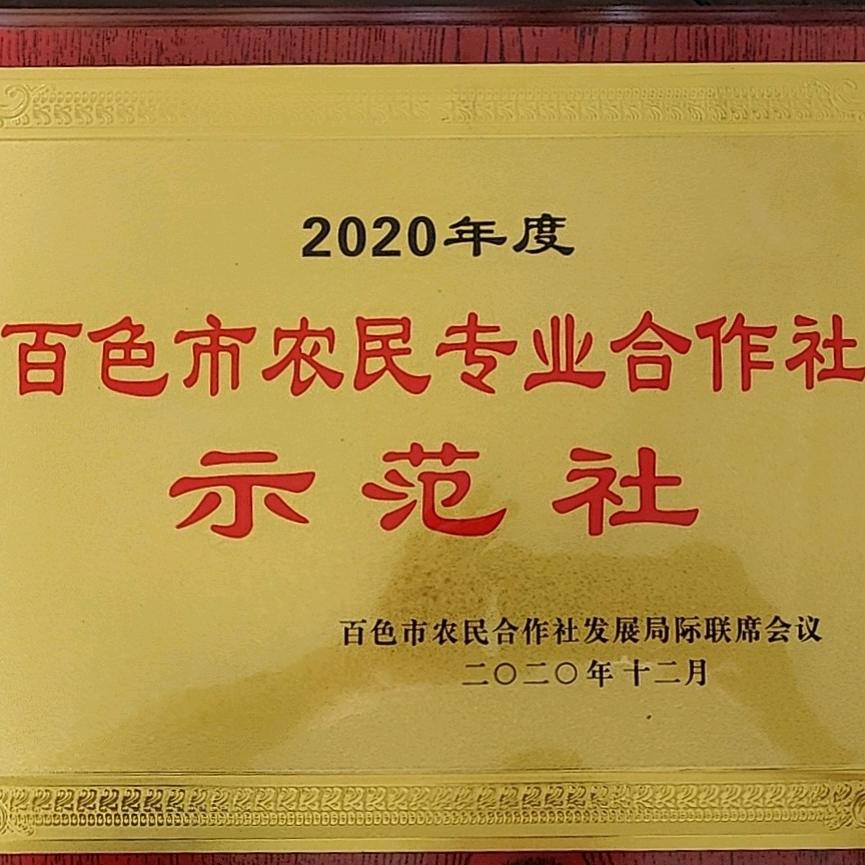 2020年度
百色市农民专业合作社
示范社
百色市农民合作社发展局际联席会议
二〇二〇年十二月